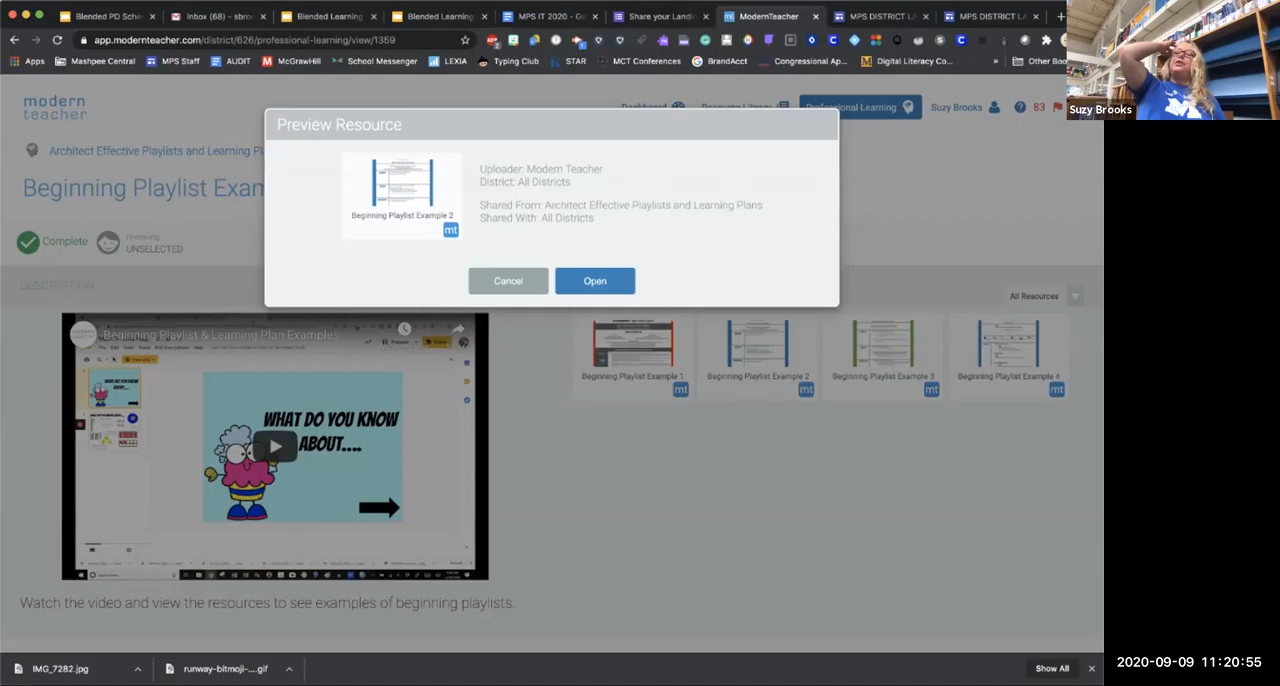 Blended PD Sche
Inbox (68) - sbro
Blended Learning
Blended Learning
MPS IT 2020 - Go
Share your Landi
ModernTeacher
MPS DISTRICT LA
MPS DISTRICT LA
app.modernteacher.com/district/626/professional-learning/view/1359
Apps
Mashpee Central
MPS Staff
AUDIT
McGrawHill
School Messenger
LEXIA
Typing Club
STAR
MCT Conferences
BrandAcct
Congressional Ap...
Digital Literacy Co...
»
Other Boo
Suzy Brooks
modern
teacher
Dashboard
Resource Library
Professional Learning
Suzy Brooks
83
Preview Resource
Architect Effective Playlists and Learning Pl
Beginning Playlist Exam
Uploader: Modern Teacher
District: All Districts
Shared From: Architect Effective Playlists and Learning Plans
Shared With: All Districts
Beginning Playlist Example 2
mt
Complete
UNSELECTED
Cancel
Open
DESCRIPTION
All Resources
Beginning Playlist & Learning Plan Examples
WHAT DO YOU KNOW
ABOUT....
Beginning Playlist Example 1
mt
Beginning Playlist Example 2
mt
Beginning Playlist Example 3
mt
Beginning Playlist Example 4
mt
Watch the video and view the resources to see examples of beginning playlists.
IMG_7282.jpg
runway-bitmoji-....gif
Show All
2020-09-09 11:20:55